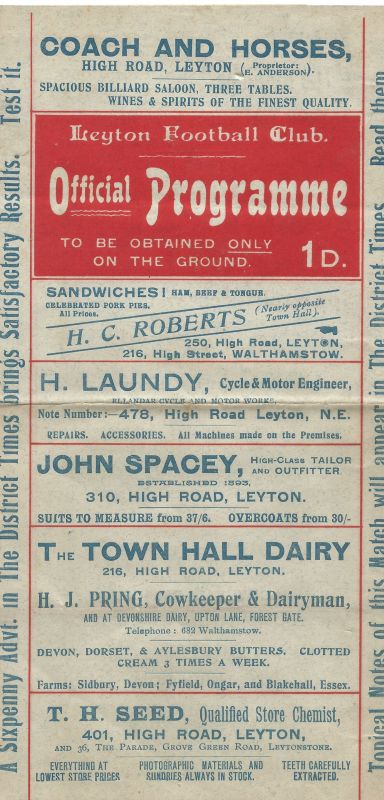 COACH AND HORSES,
HIGH ROAD, LEYTON (Proprietor: E. ANDERSON).
SPACIOUS BILLIARD SALOON, THREE TABLES.
WINES & SPIRITS OF THE FINEST QUALITY.
Leyton Football Club.
Official Programme
TO BE OBTAINED ONLY
ON THE GROUND. 1D.
SANDWICHES! HAM, BEEF & TONGUE.
CELEBRATED PORK PIES.
All Prices.
H. C. ROBERTS (Nearly opposite Town Hall).
250, High Road, LEYTON,
216, High Street, WALTHAMSTOW.
H. LAUNDY, Cycle & Motor Engineer,
ELLANDAR CYCLE AND MOTOR WORKS,
Note Number:—478, High Road Leyton, N.E.
REPAIRS. ACCESSORIES. All Machines made on the Premises.
JOHN SPACEY, HIGH-CLASS TAILOR AND OUTFITTER
ESTABLISHED 1893,
310, HIGH ROAD, LEYTON.
SUITS TO MEASURE from 37/6. OVERCOATS from 30/-
THE TOWN HALL DAIRY
216, HIGH ROAD, LEYTON.
H. J. PRING, Cowkeeper & Dairyman,
AND AT DEVONSHIRE DAIRY, UPTON LANE, FOREST GATE.
Telephone: 682 Walthamstow.
DEVON, DORSET, & AYLESBURY BUTTERS. CLOTTED
CREAM 3 TIMES A WEEK.
Farms: Sidbury, Devon; Fyfield, Ongar, and Blakehall, Essex.
T. H. SEED, Qualified Store Chemist,
401, HIGH ROAD, LEYTON,
AND 36, THE PARADE, GROVE GREEN ROAD, LEYTONSTONE.
EVERYTHING AT LOWEST STORE PRICES
PHOTOGRAPHIC MATERIALS AND SUNDRIES ALWAYS IN STOCK.
TEETH CAREFULLY EXTRACTED.
A Sixpenny Advt. in The District Times brings Satisfactory Results. Test it.
Topical Notes of this Match will appear in The District Times. Read them